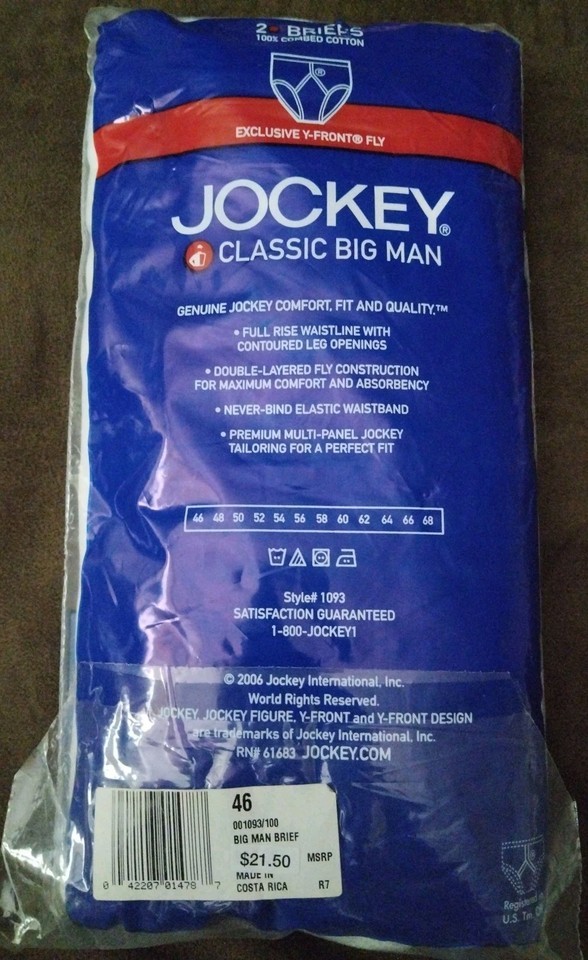 2 BRIEFS
100% COMBED COTTON
®
EXCLUSIVE Y-FRONT® FLY
JOCKEY®
CLASSIC BIG MAN
GENUINE JOCKEY COMFORT, FIT AND QUALITY.™
• FULL RISE WAISTLINE WITH
CONTOURED LEG OPENINGS
• DOUBLE-LAYERED FLY CONSTRUCTION
FOR MAXIMUM COMFORT AND ABSORBENCY
• NEVER-BIND ELASTIC WAISTBAND
• PREMIUM MULTI-PANEL JOCKEY
TAILORING FOR A PERFECT FIT
46 48 50 52 54 56 58 60 62 64 66 68
Style# 1093
SATISFACTION GUARANTEED
1-800-JOCKEY1
© 2006 Jockey International, Inc.
World Rights Reserved.
JOCKEY, JOCKEY FIGURE, Y-FRONT and Y-FRONT DESIGN
are trademarks of Jockey International, Inc.
RN# 61683 JOCKEY.COM
46
001093/100
BIG MAN BRIEF
$21.50 MSRP
MADE IN
COSTA RICA R7
0 42207 01478 7
Registered
U.S. Tm.